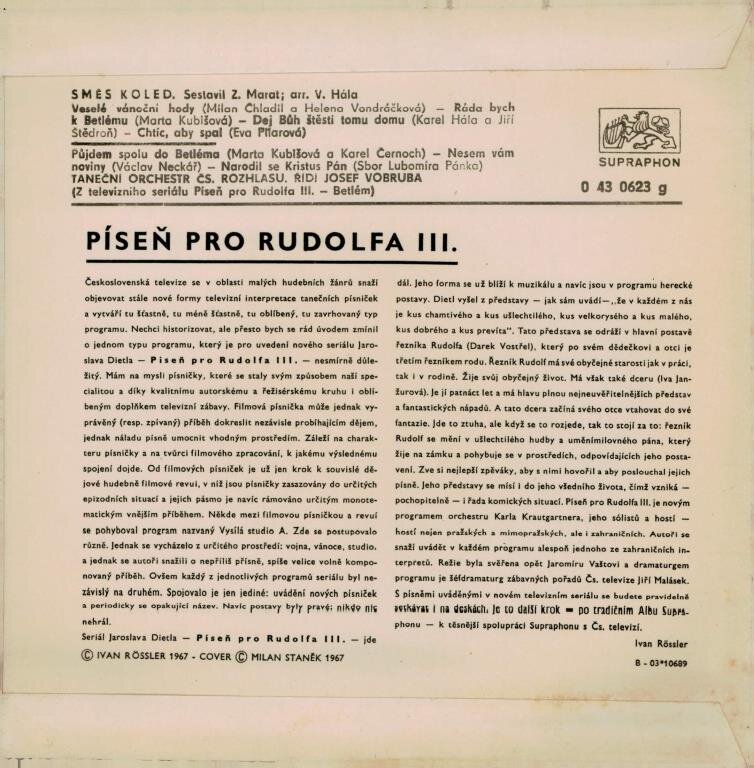 SMĚS KOLED. Sestavil Z. Marat; arr. V. Hála
Veselé vánoční hody (Milan Chladil a Helena Vondráčková) – Ráda bych
k Betlému (Marta Kubišová) – Dej Bůh štěstí tomu domu (Karel Hála a Jiří
Štědroň) – Chtíc, aby spal (Eva Pilarová)
Půjdem spolu do Betléma (Marta Kubišová a Karel Černoch) – Nesem vám
noviny (Václav Neckář) – Narodil se Kristus Pán (Sbor Lubomíra Pánka)
TANEČNÍ ORCHESTR ČS. ROZHLASU. ŘÍDÍ JOSEF VOBRUBA
(Z televizního seriálu Píseň pro Rudolfa III. – Betlém)
SUPRAPHON
0 43 0623 g
PÍSEŇ PRO RUDOLFA III.
Československá televize se v oblasti malých hudebních žánrů snaží
objevovat stále nové formy televizní interpretace tanečních písniček
a vytváří tu šťastně, tu méně šťastně, tu oblíbený, tu zavrhovaný typ
programu. Nechci historizovat, ale přesto bych se rád úvodem zmínil
o jednom typu programu, který je pro uvedení nového seriálu Jaro-
slava Dietla – Píseň pro Rudolfa III. – nesmírně důle-
žitý. Mám na mysli písničky, které se staly svým způsobem naší spe-
cialitou a díky kvalitnímu autorskému a režisérskému kruhu i oblí-
beným doplňkem televizní zábavy. Filmová písnička může jednak vy-
právěný (resp. zpívaný) příběh dokreslit nezávisle probíhajícím dějem,
jednak náladu písně umocnit vhodným prostředím. Záleží na charak-
teru písničky a na tvůrci filmového zpracování, k jakému výslednému
spojení dojde. Od filmových písniček je už jen krok k souvislé dě-
jové hudebně filmové revui, v níž jsou písničky zasazovány do určitých
epizodních situací a jejich pásmo je navíc rámováno určitým monote-
matickým vnějším příběhem. Někde mezi filmovou písničkou a revuí
se pohyboval program nazvaný Vysílá studio A. Zde se postupovalo
různě. Jednak se vycházelo z určitého prostředí: vojna, vánoce, studio,
a jednak se autoři snažili o nepříliš přísně, spíše velice volně kompo-
novaný příběh. Ovšem každý z jednotlivých programů seriálu byl ne-
závislý na druhém. Spojovalo je jen jediné: uvádění nových písniček
a periodicky se opakující název. Navíc postavy byly pravé; nikdo nic
nehrál.
Seriál Jaroslava Dietla – Píseň pro Rudolfa III. – jde
© IVAN RÖSSLER 1967 - COVER © MILAN STANĚK 1967
dál. Jeho forma se už blíží k muzikálu a navíc jsou v programu herecké
postavy. Dietl vyšel z představy – jak sám uvádí – „že v každém z nás
je kus chamtivého a kus ušlechtilého, kus velkorysého a kus malého,
kus dobrého a kus previta“. Tato představa se odráží v hlavní postavě
řezníka Rudolfa (Darek Vostřel), který po svém dědečkovi a otci je
třetím řezníkem rodu. Řezník Rudolf má své obyčejné starosti jak v práci,
tak i v rodině. Žije svůj obyčejný život. Má však také dceru (Iva Jan-
žurová). Je jí patnáct let a má hlavu plnou nejneuvěřitelnějších představ
a fantastických nápadů. A tato dcera začíná svého otce vtahovat do své
fantazie. Jde to ztuha, ale když se to rozjede, tak to stojí za to: řezník
Rudolf se mění v ušlechtilého hudby a uměnímilovného pána, který
žije na zámku a pohybuje se v prostředích, odpovídajících jeho posta-
vení. Zve si nejlepší zpěváky, aby s nimi hovořil a aby poslouchal jejich
písně. Jeho představy se mísí i do jeho všedního života, čímž vzniká –
pochopitelně – i řada komických situací. Píseň pro Rudolfa III. je novým
programem orchestru Karla Krautgartnera, jeho sólistů a hostí –
hostí nejen pražských a mimopražských, ale i zahraničních. Autoři se
snaží uvádět v každém programu alespoň jednoho ze zahraničních in-
terpretů. Režie byla svěřena opět Jaromíru Vaštovi a dramaturgem
programu je šéfdramaturg zábavných pořadů Čs. televize Jiří Malásek.
S písněmi uváděnými v novém televizním seriálu se budete pravidelně
setkávat i na deskách. Je to další krok – po tradičním Albu Supra-
phonu – k těsnější spolupráci Supraphonu s Čs. televizí.
Ivan Rössler
B - 03*10689